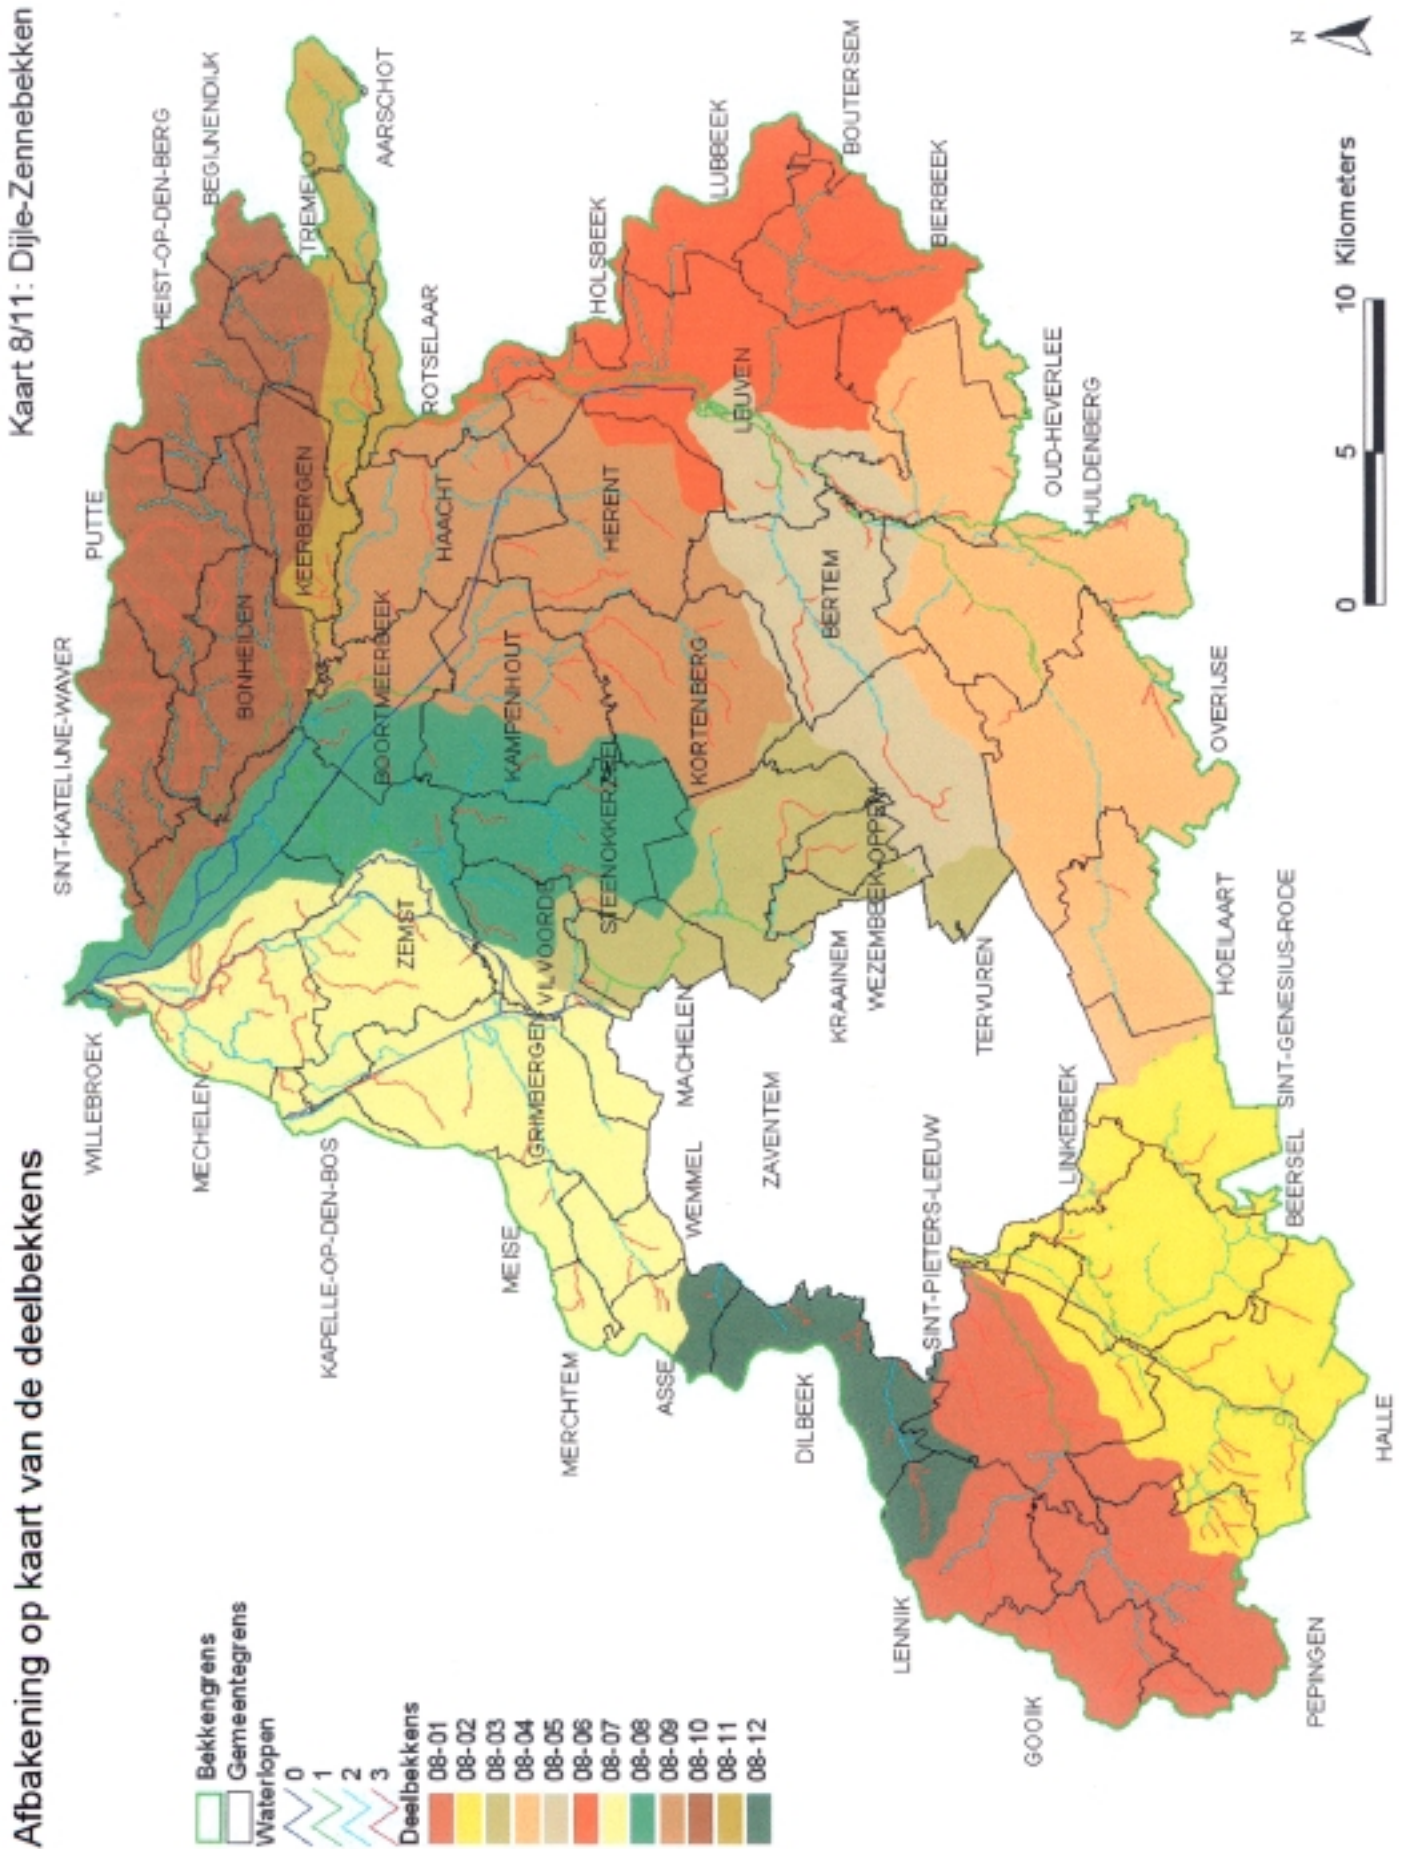 Afbakening op kaart van de deelbekkens
Kaart 8/11: Dijle-Zennebekken
Bekkengrens
Gemeentegrens
Waterlopen
0
1
2
3
Deelbekkens
08-01
08-02
08-03
08-04
08-05
08-06
08-07
08-08
08-09
08-10
08-11
08-12
SINT-KATELIJNE-WAVER
PUTTE
HEIST-OP-DEN-BERG
BEGIJNENDIJK
WILLEBROEK
MECHELEN
BONHEIDEN
KEERBERGEN
TREMELO
AARSCHOT
KAPELLE-OP-DEN-BOS
ZEMST
BOORTMEERBEEK
HAACHT
ROTSELAAR
MEISE
GRIMBERGEN
VILVOORDE
KAMPENHOUT
MERCHTEM
STEENOKKERZEEL
HERENT
HOLSBEEK
ASSE
WEMMEL
MACHELEN
KORTENBERG
LEUVEN
LUBBEEK
DILBEEK
ZAVENTEM
KRAAINEM
BERTEM
BOUTERSEM
LENNIK
SINT-PIETERS-LEEUW
WEZEMBEEK-OPPEM
BIERBEEK
TERVUREN
GOOIK
LINKEBEEK
OUD-HEVERLEE
HULDENBERG
HOEILAART
OVERIJSE
PEPINGEN
BEERSEL
SINT-GENESIUS-RODE
HALLE
N
0 5 10 Kilometers